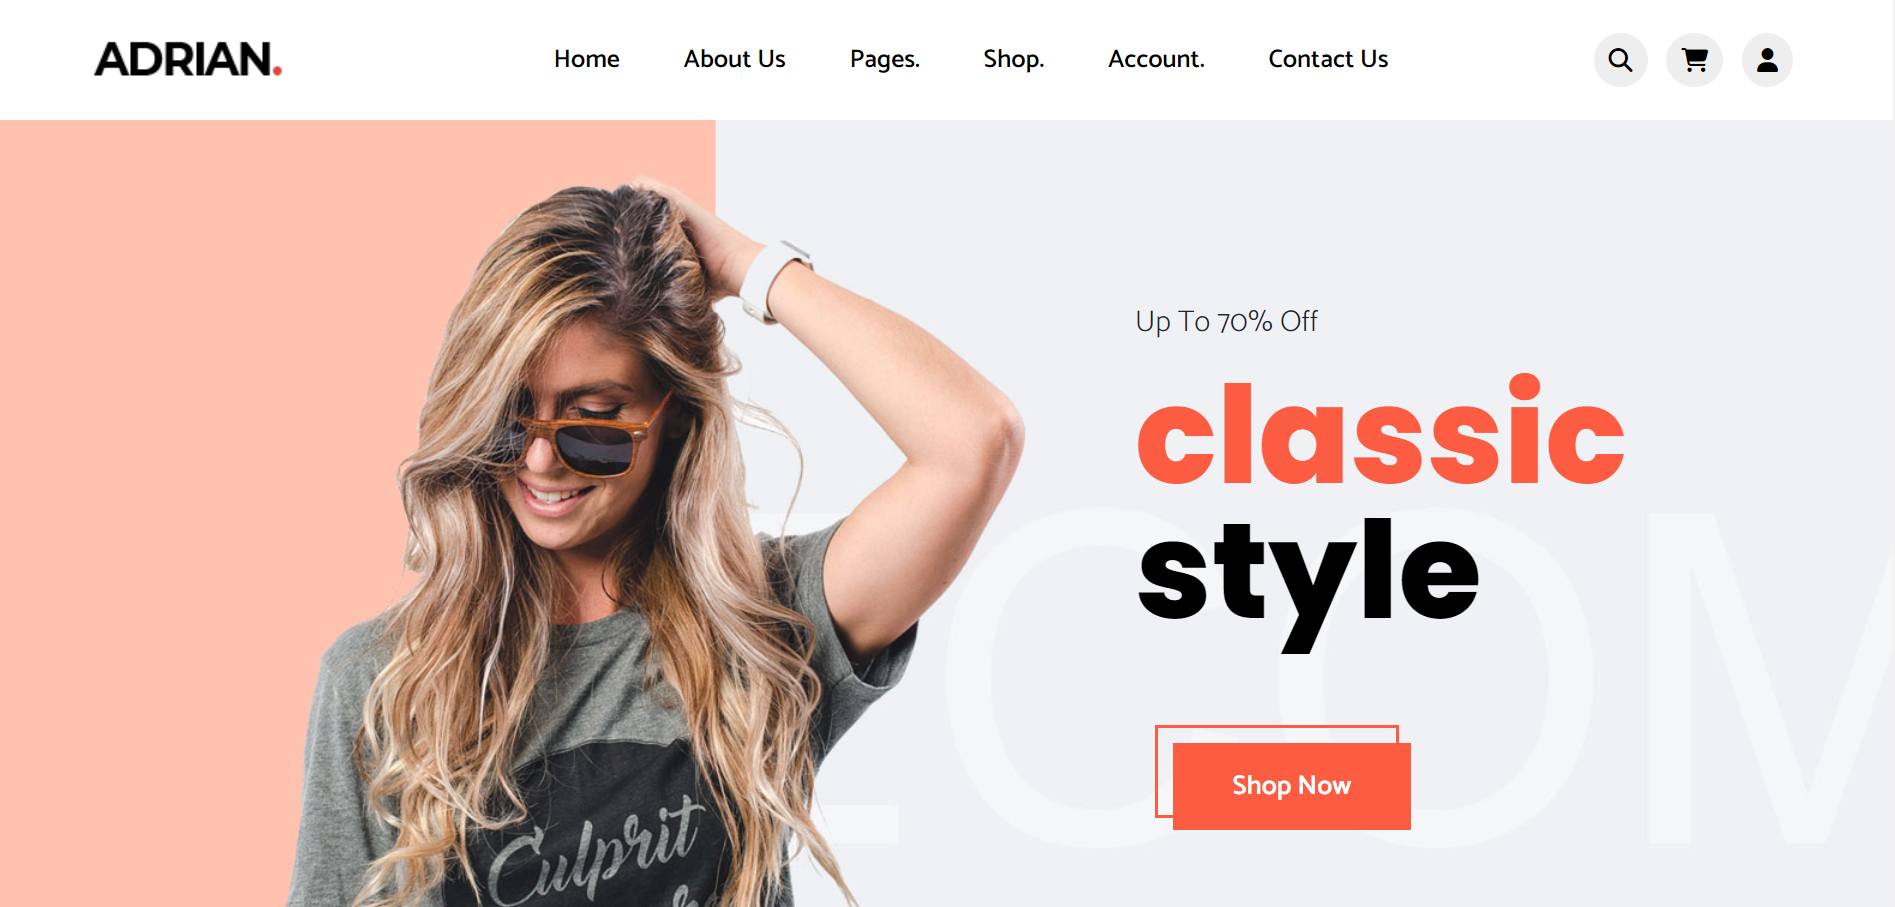 ADRIAN.
Home About Us Pages. Shop. Account. Contact Us
Up To 70% Off
classic
style
Shop Now
Culprit